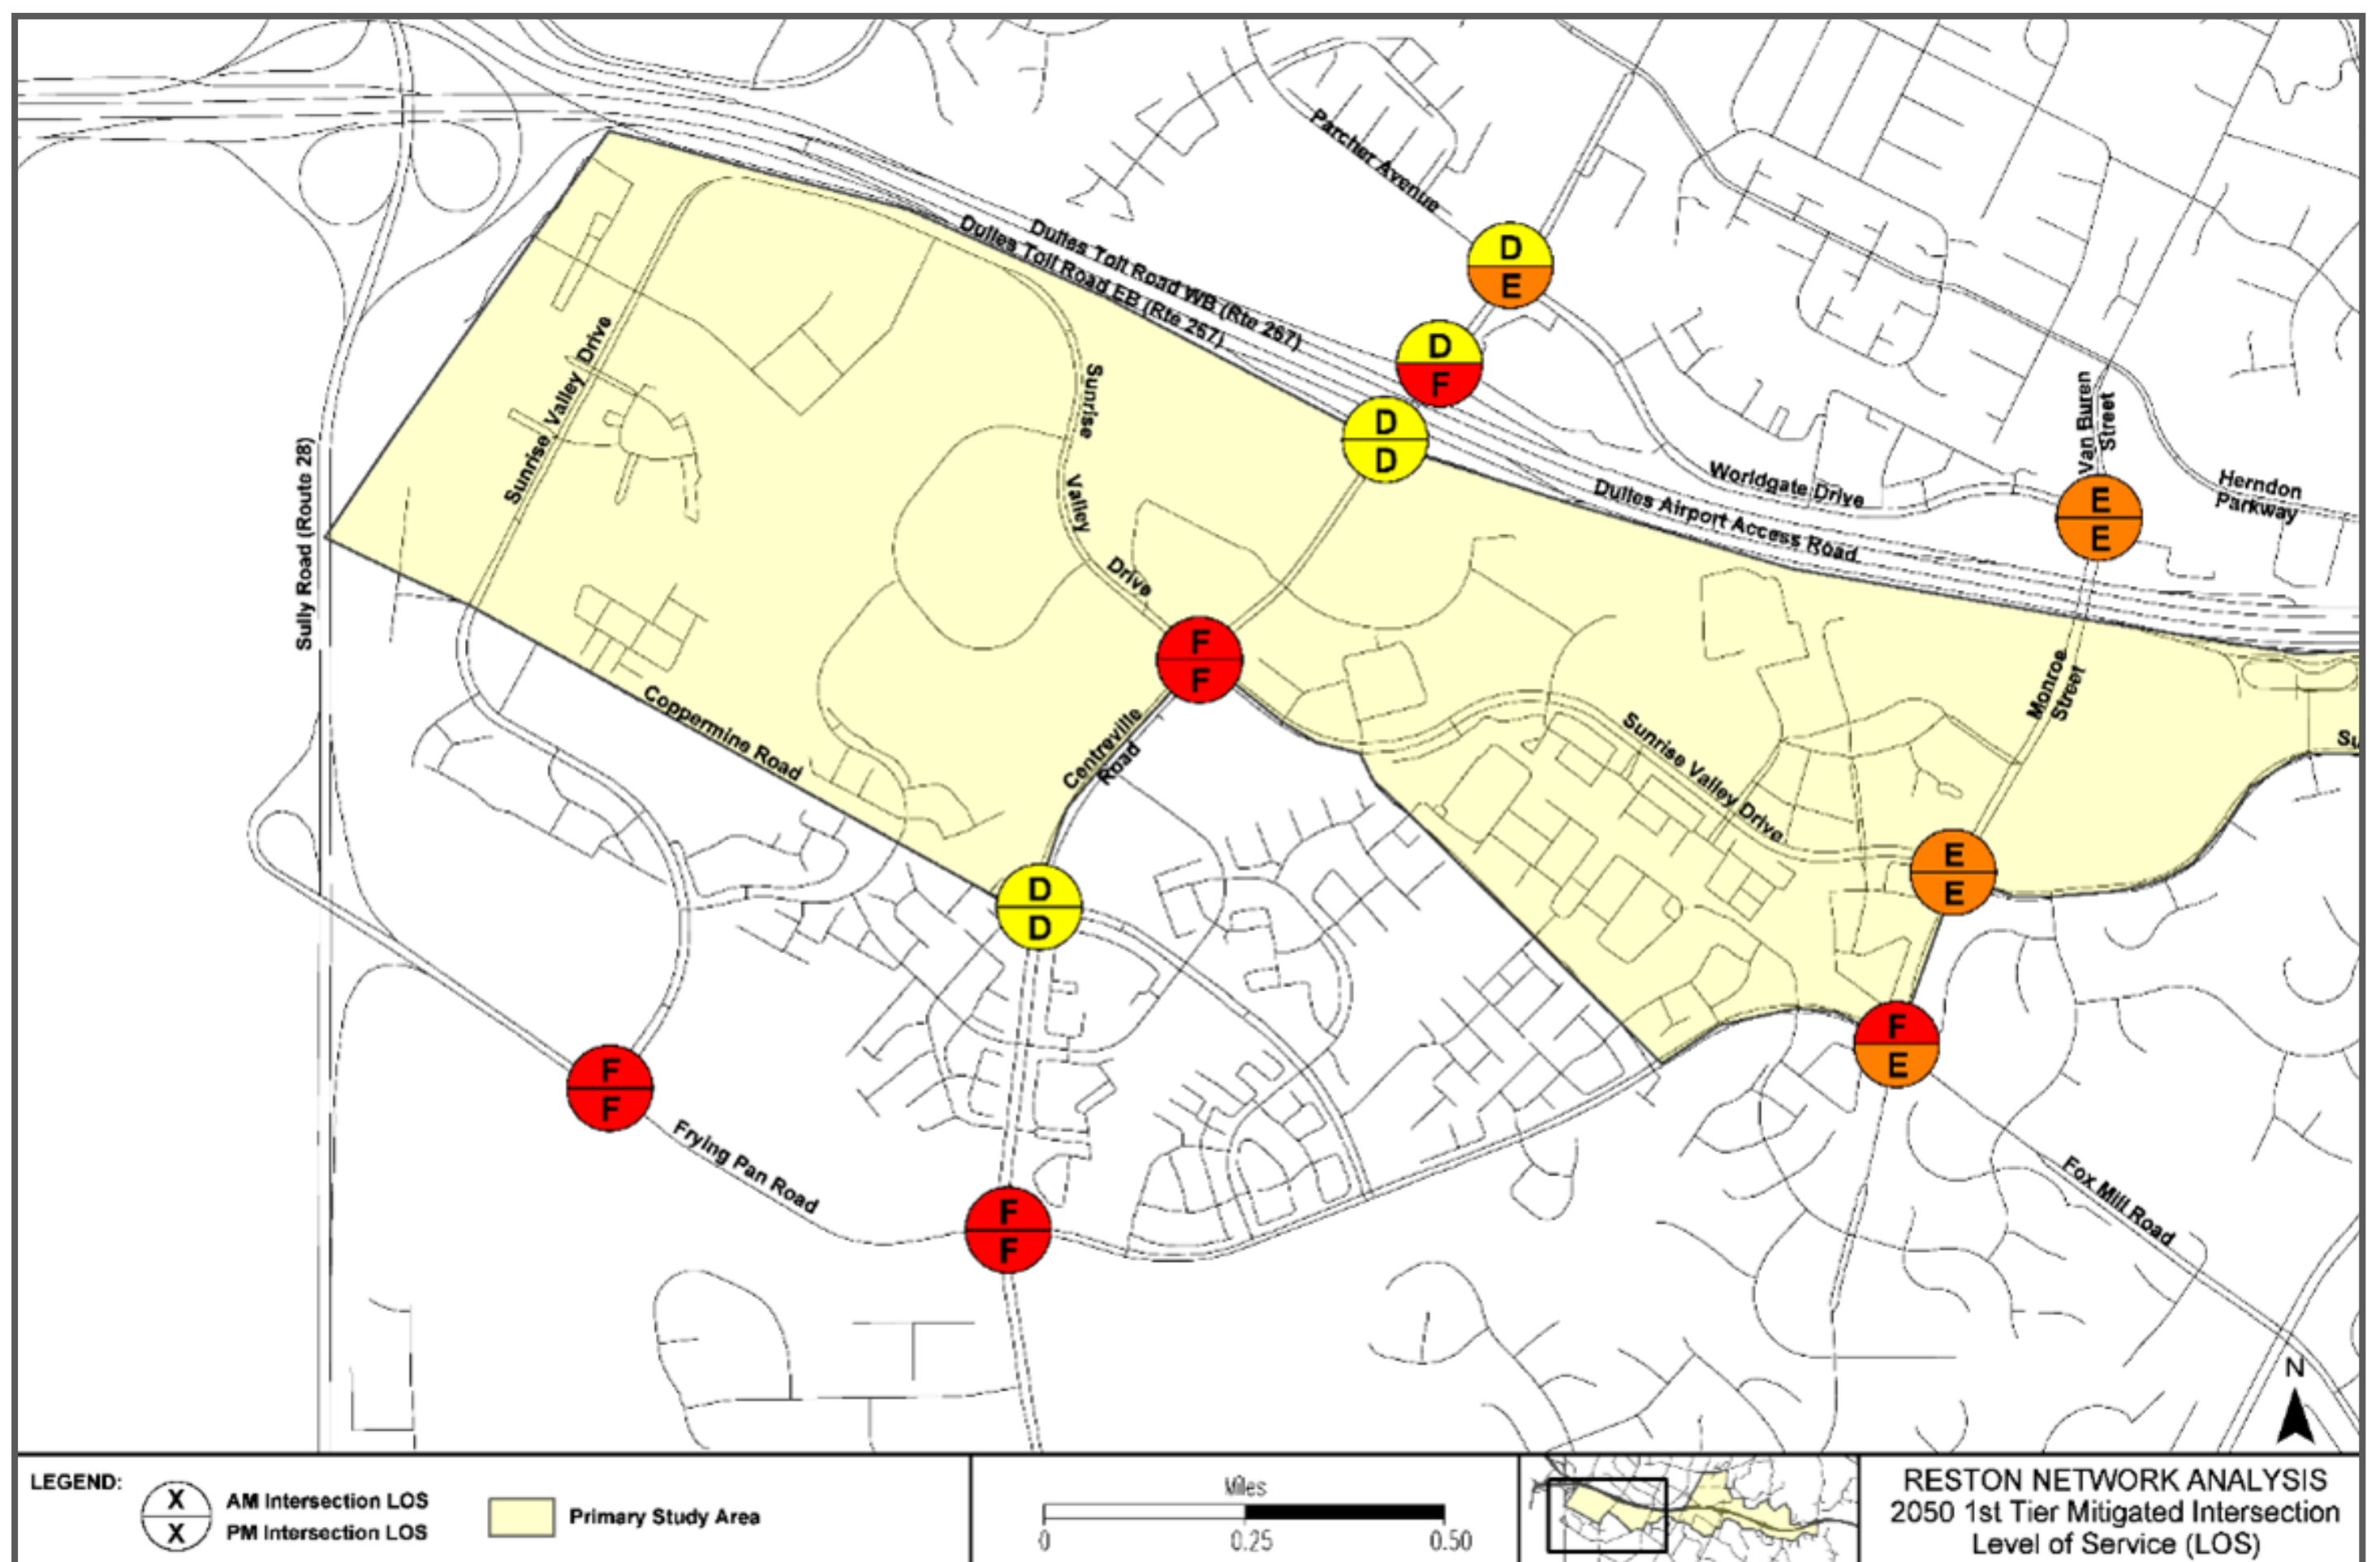 Parcher Avenue
Dulles Toll Road WB (Rte 267)
Dulles Toll Road EB (Rte 267)
D
E
D
F
D
D
Sunrise Valley Drive
Sunrise
Valley
Drive
Van Buren
Street
Worldgate Drive
Herndon
Parkway
Dulles Airport Access Road
E
E
Sully Road (Route 28)
F
F
Monroe
Street
Coppermine Road
Centreville
Road
Sunrise Valley Drive
Su
E
E
D
D
F
E
F
F
Frying Pan Road
F
F
Fox Mill Road
N
LEGEND:
X
X
AM Intersection LOS
PM Intersection LOS
Primary Study Area
Miles
0
0.25
0.50
RESTON NETWORK ANALYSIS
2050 1st Tier Mitigated Intersection
Level of Service (LOS)